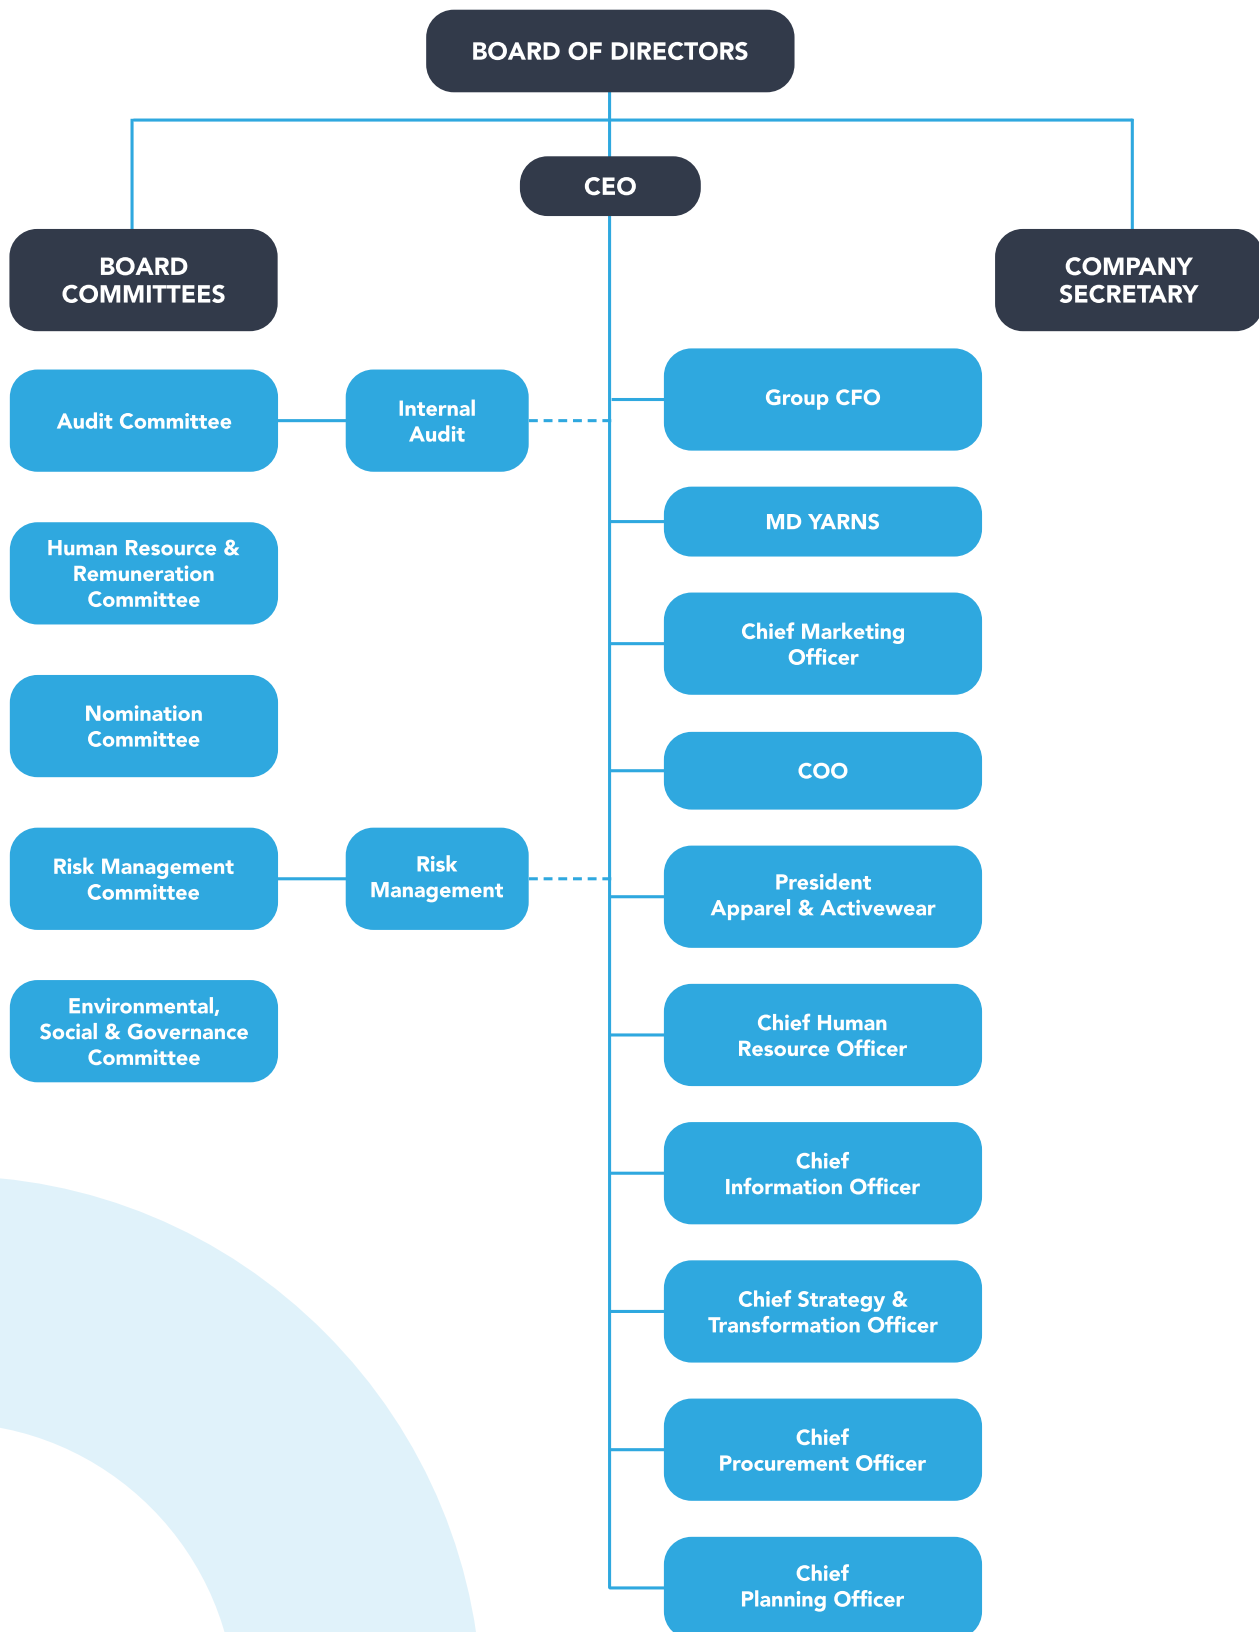 BOARD OF DIRECTORS
CEO
BOARD
COMMITTEES
COMPANY
SECRETARY
Audit Committee
Internal
Audit
Human Resource &
Remuneration
Committee
Nomination
Committee
Risk Management
Committee
Risk
Management
Environmental,
Social & Governance
Committee
Group CFO
MD YARNS
Chief Marketing
Officer
COO
President
Apparel & Activewear
Chief Human
Resource Officer
Chief
Information Officer
Chief Strategy &
Transformation Officer
Chief
Procurement Officer
Chief
Planning Officer